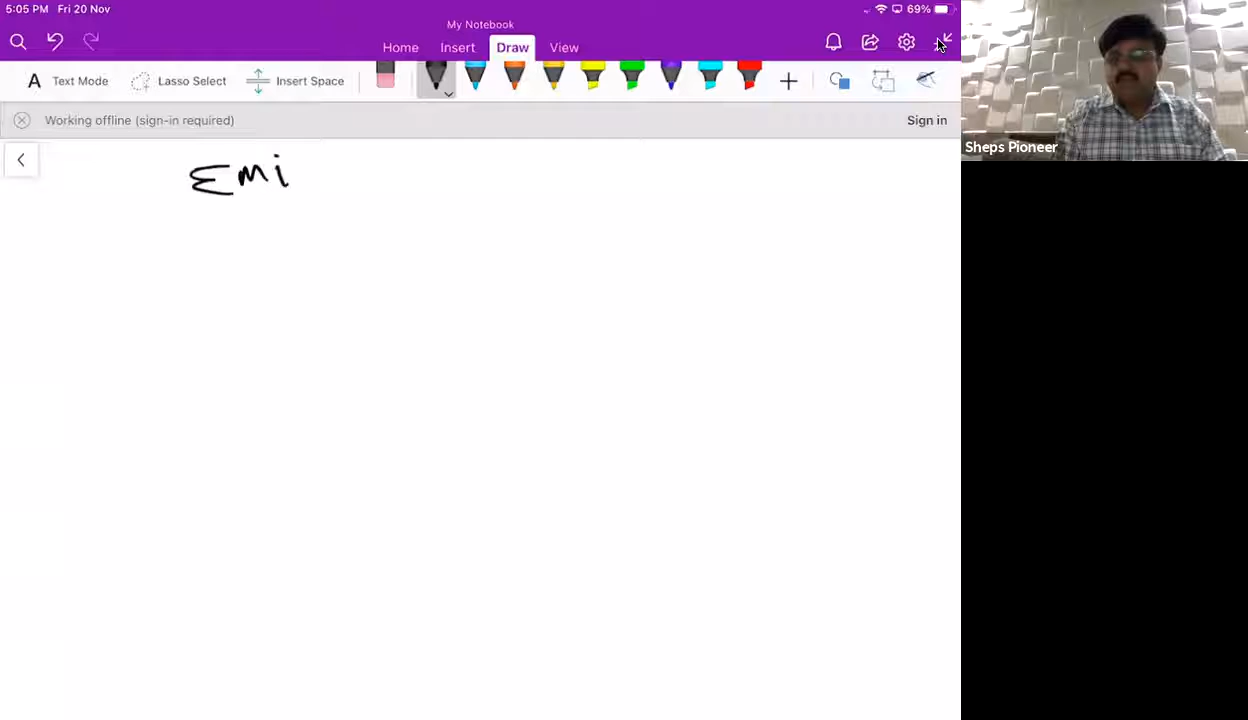 5:05 PM Fri 20 Nov
69%
My Notebook
Home Insert Draw View
A Text Mode Lasso Select Insert Space
Working offline (sign-in required) Sign in
Emi
Sheps Pioneer